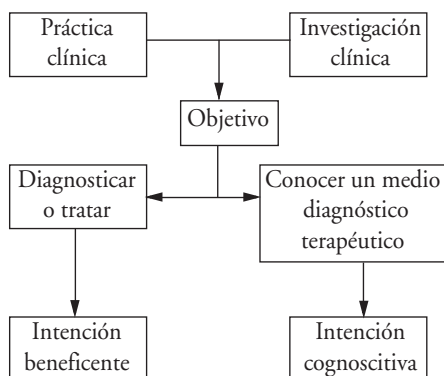 Práctica
clínica
Investigación
clínica
Objetivo
Diagnosticar
o tratar
Conocer un medio
diagnóstico
terapéutico
Intención
beneficente
Intención
cognoscitiva